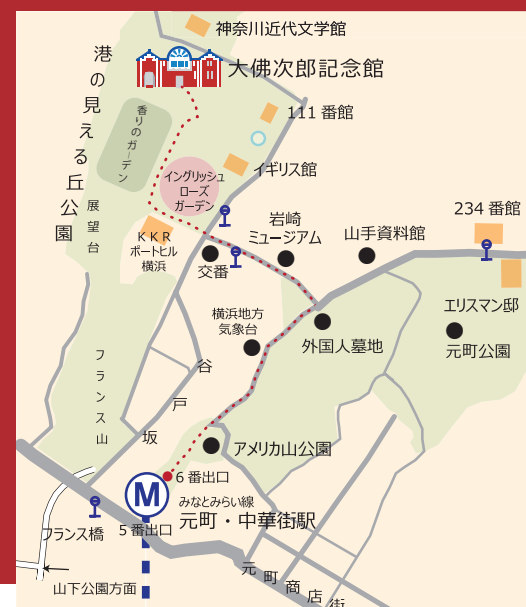 神奈川近代文学館
大佛次郎記念館
港の見える丘公園
展望台
香りのガーデン
111 番館
イギリス館
イングリッシュ
ローズ
ガーデン
KKR
ポートヒル
横浜
交番
岩崎
ミュージアム
山手資料館
234 番館
エリスマン邸
元町公園
外国人墓地
横浜地方
気象台
フランス山
谷戸坂
アメリカ山公園
6 番出口
M
みなとみらい線
元町・中華街駅
5 番出口
フランス橋
山下公園方面
元町商店街